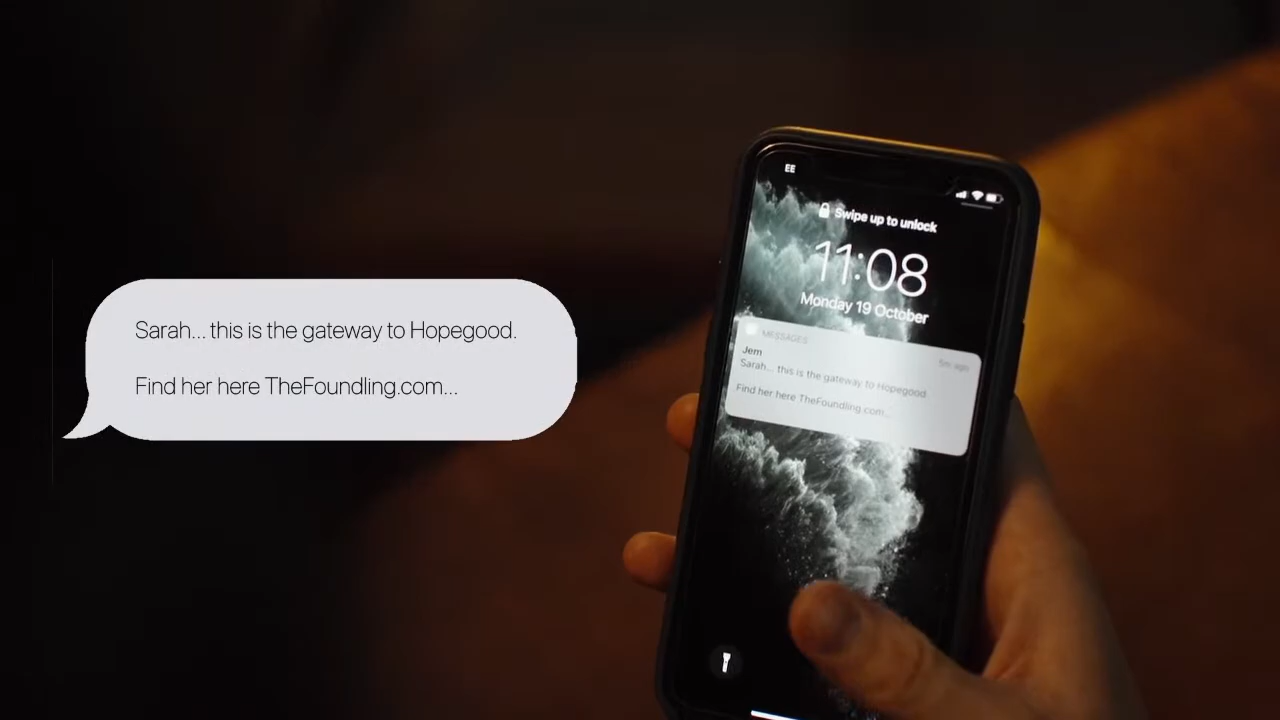 Sarah... this is the gateway to Hopegood.
Find her here TheFoundling.com...
EE
Swipe up to unlock
11:08
Monday 19 October
MESSAGES
5m ago
Jem
Sarah... this is the gateway to Hopegood.
Find her here TheFoundling.com...